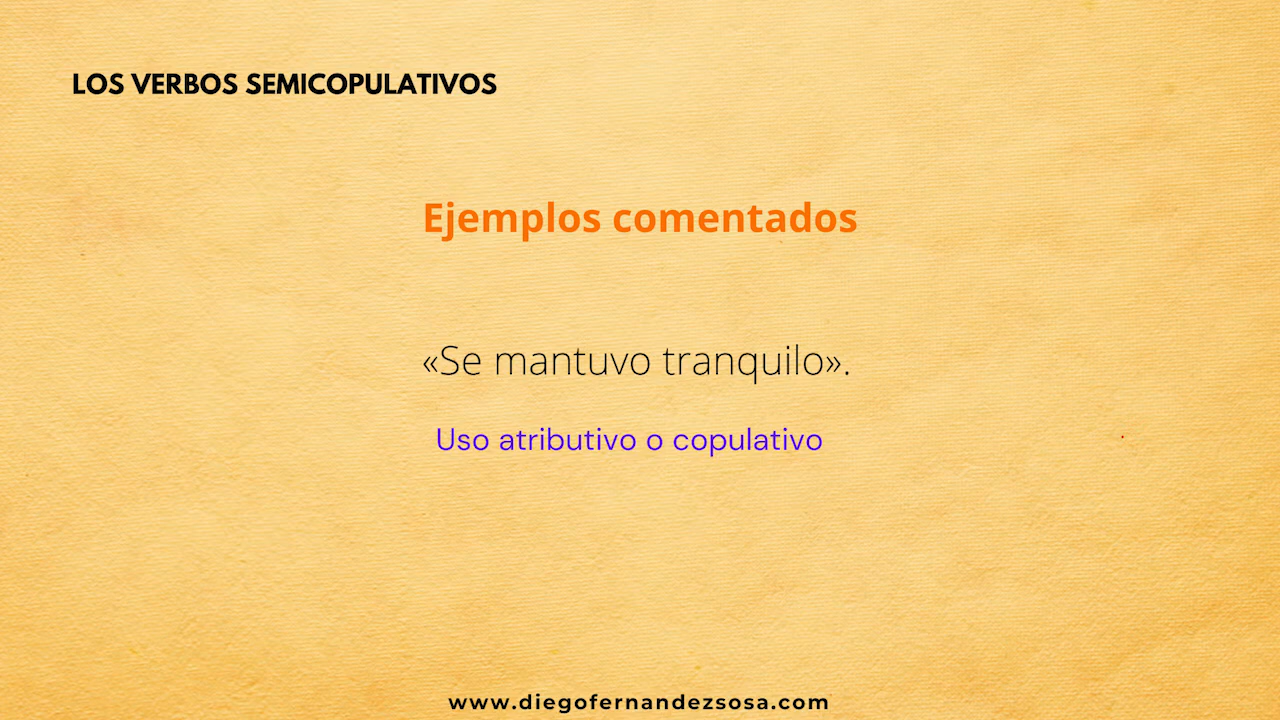 LOS VERBOS SEMICOPULATIVOS
Ejemplos comentados
«Se mantuvo tranquilo».
Uso atributivo o copulativo
www.diegofernandezsosa.com